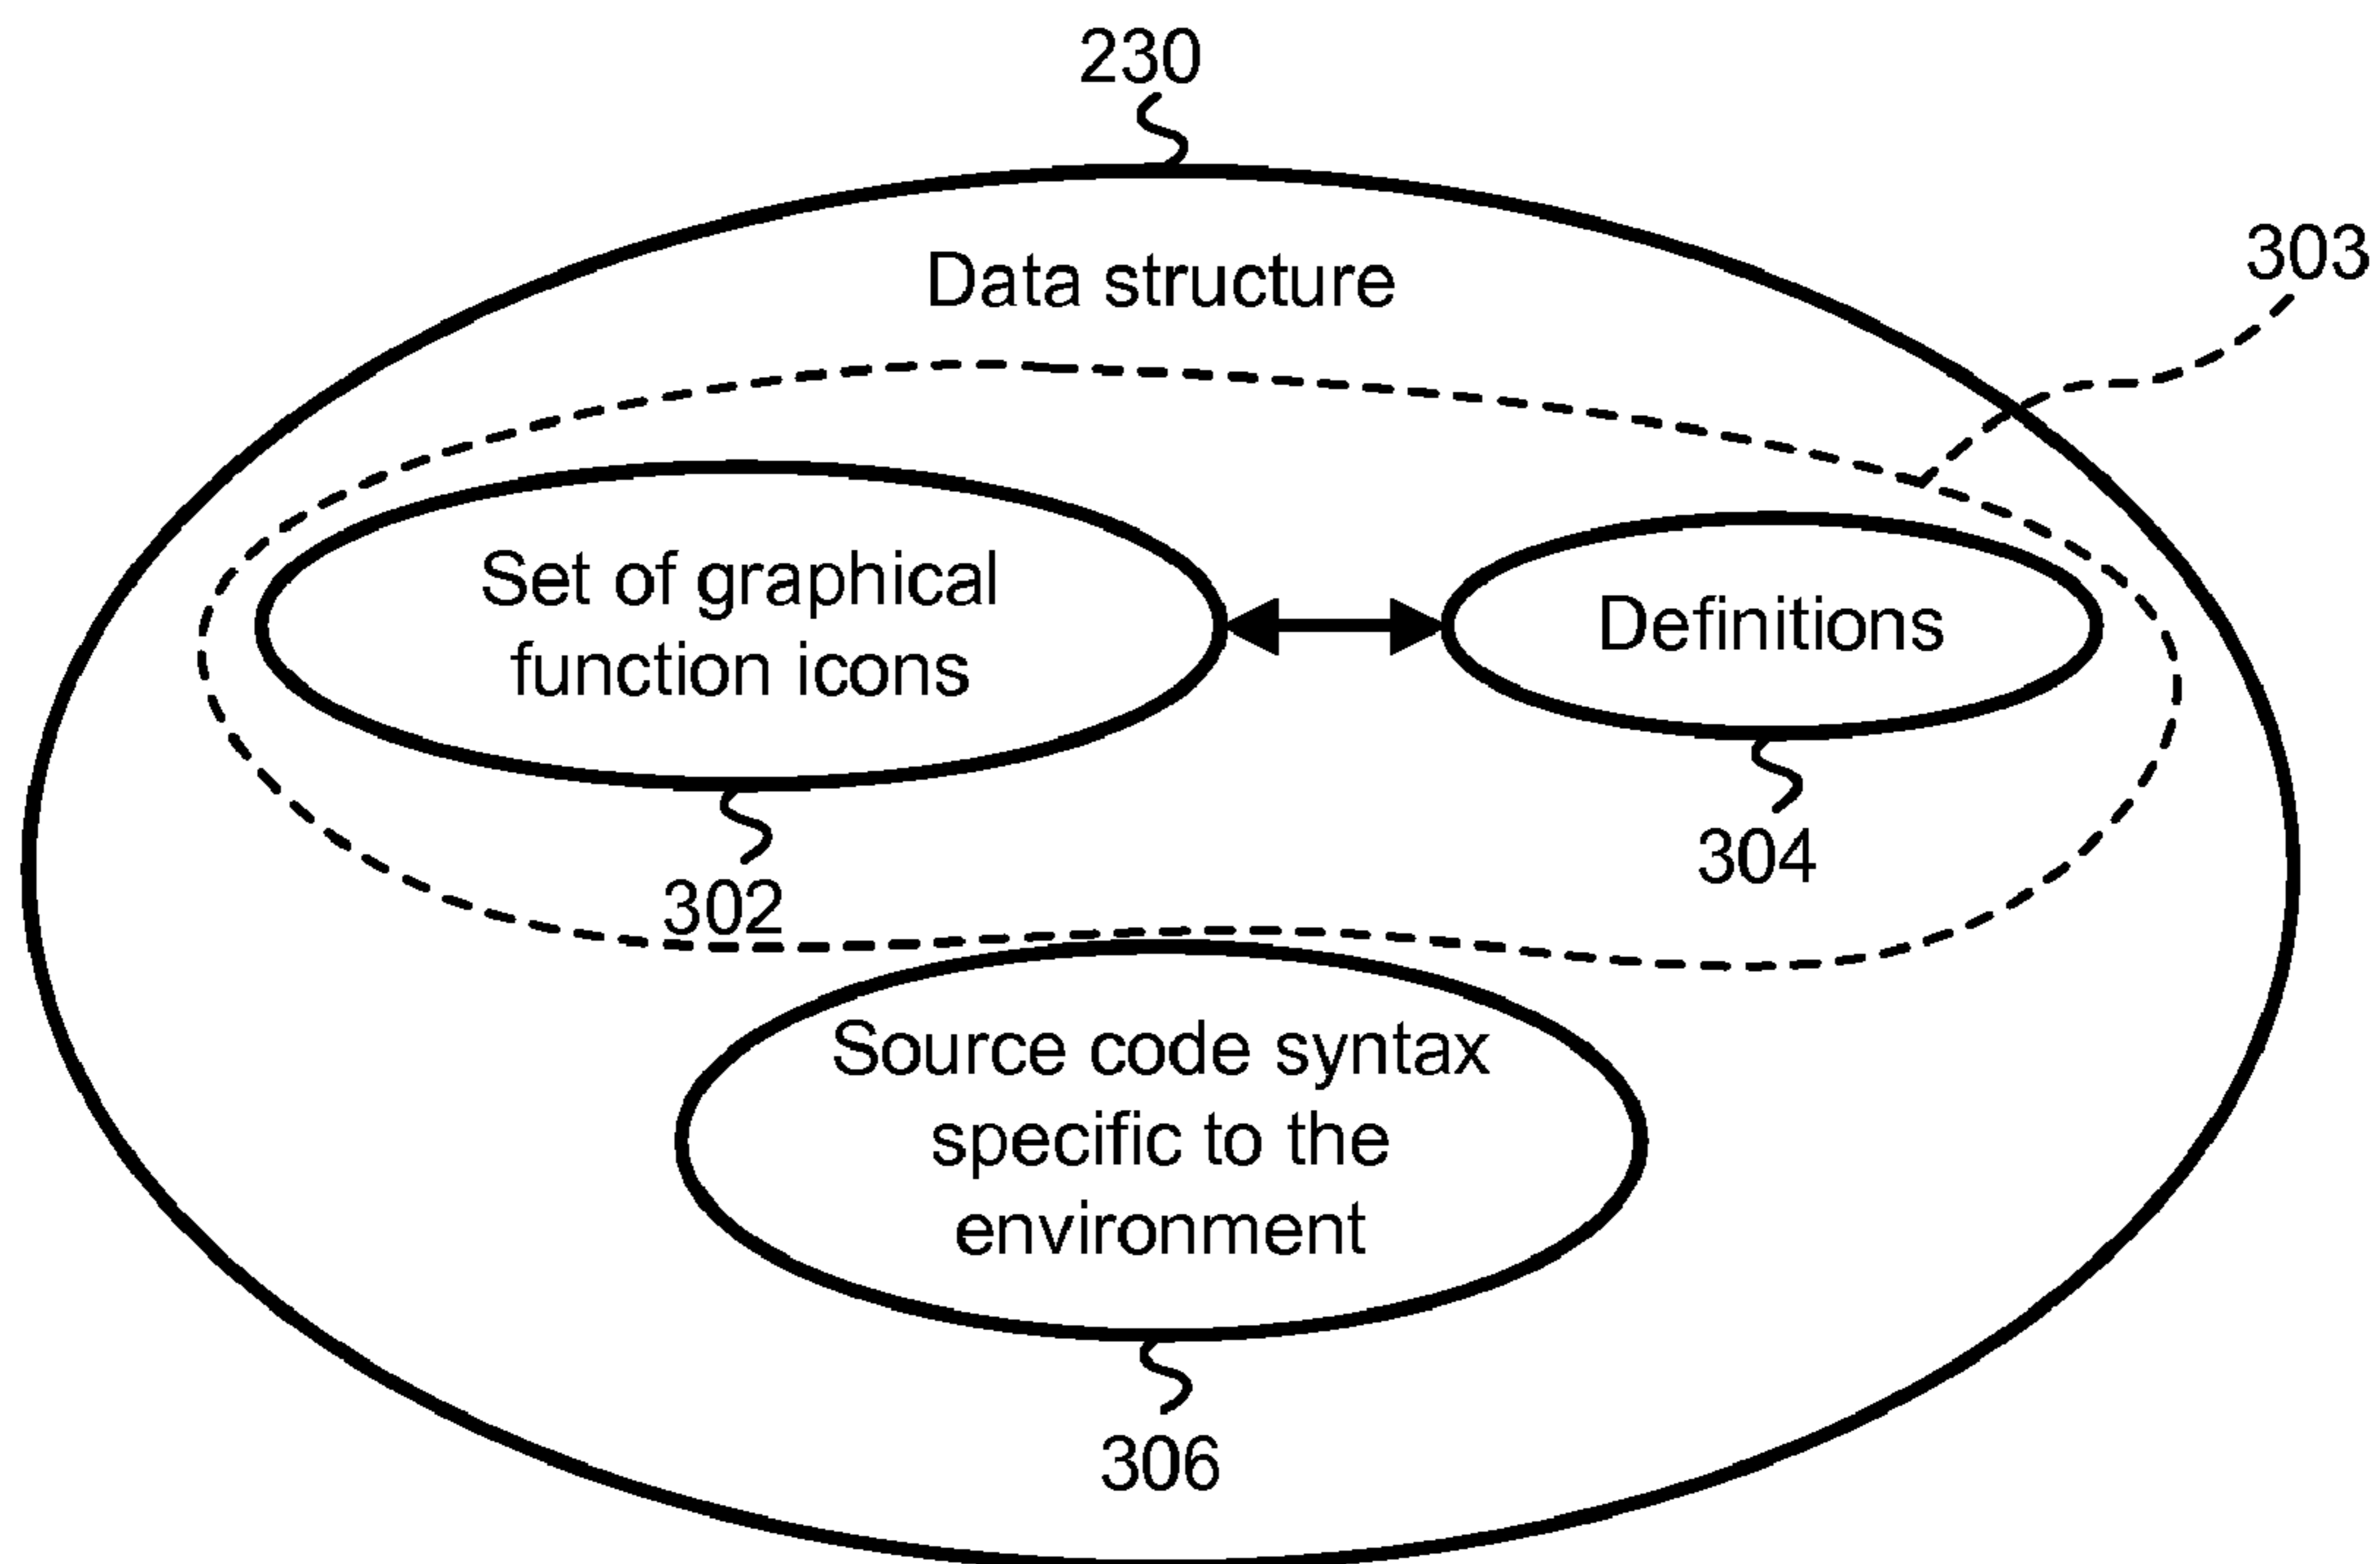 230
303
Data structure
Set of graphical
function icons
Definitions
304
302
Source code syntax
specific to the
environment
306